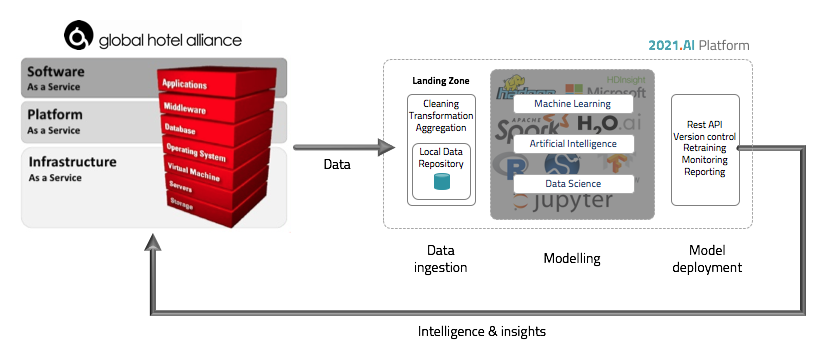 global hotel alliance
2021.AI Platform
Software
As a Service
Platform
As a Service
Infrastructure
As a Service
Applications
Middleware
Database
Operating System
Virtual Machine
Servers
Storage
Data
Landing Zone
Cleaning
Transformation
Aggregation
Local Data
Repository
HDInsight
Microsoft
Machine Learning
APACHE
Spark
H2O.ai
Artificial Intelligence
R
Data Science
jupyter
Rest API
Version control
Retraining
Monitoring
Reporting
Data
ingestion
Modelling
Model
deployment
Intelligence & insights